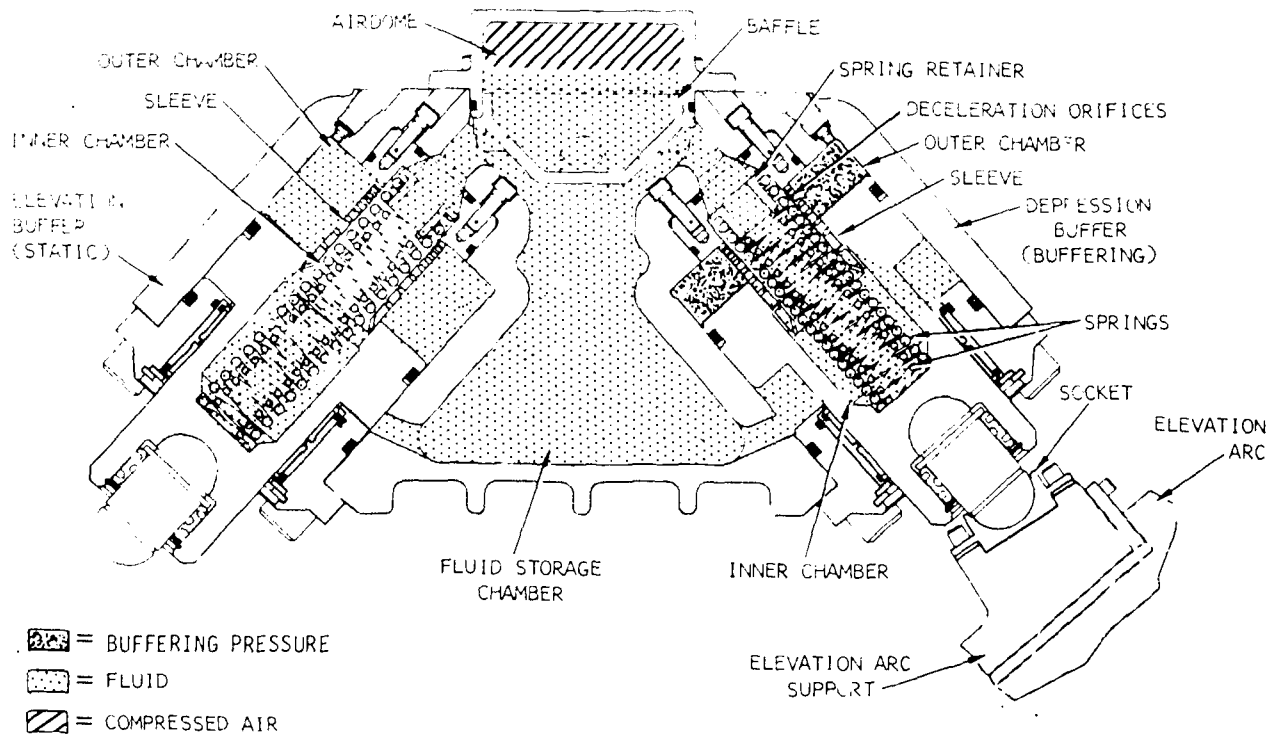 AIRDOME
BAFFLE
OUTER CHAMBER
SPRING RETAINER
SLEEVE
DECELERATION ORIFICES
INNER CHAMBER
OUTER CHAMBER
SLEEVE
ELEVATION
BUFFER
(STATIC)
DEPRESSION
BUFFER
(BUFFERING)
SPRINGS
SOCKET
ELEVATION
ARC
FLUID STORAGE
CHAMBER
INNER CHAMBER
ELEVATION ARC
SUPPORT
= BUFFERING PRESSURE
= FLUID
= COMPRESSED AIR